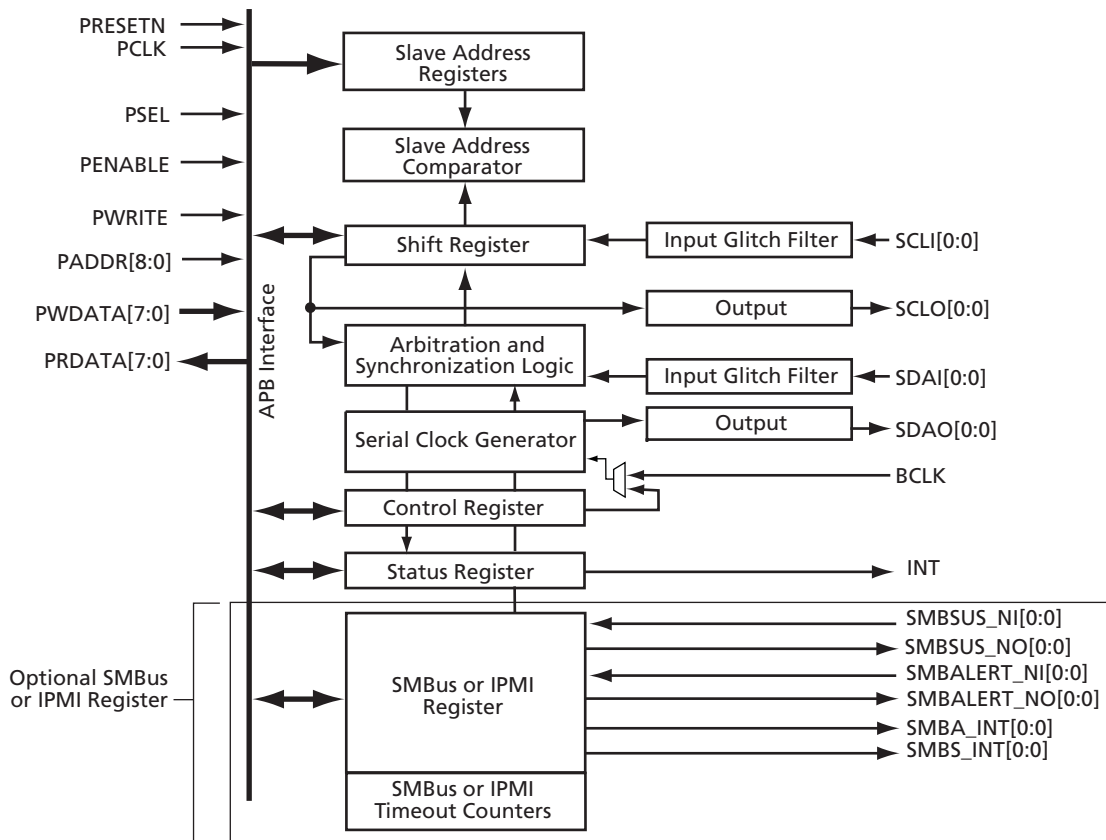 PRESETN
PCLK
PSEL
PENABLE
PWRITE
PADDR[8:0]
PWDATA[7:0]
PRDATA[7:0]
APB Interface
Slave Address
Registers
Slave Address
Comparator
Shift Register
Input Glitch Filter
SCLI[0:0]
Output
SCLO[0:0]
Arbitration and
Synchronization Logic
Input Glitch Filter
SDAI[0:0]
Serial Clock Generator
Output
SDAO[0:0]
BCLK
Control Register
Status Register
INT
Optional SMBus
or IPMI Register
SMBus or IPMI
Register
SMBSUS_NI[0:0]
SMBSUS_NO[0:0]
SMBALERT_NI[0:0]
SMBALERT_NO[0:0]
SMBA_INT[0:0]
SMBS_INT[0:0]
SMBus or IPMI
Timeout Counters